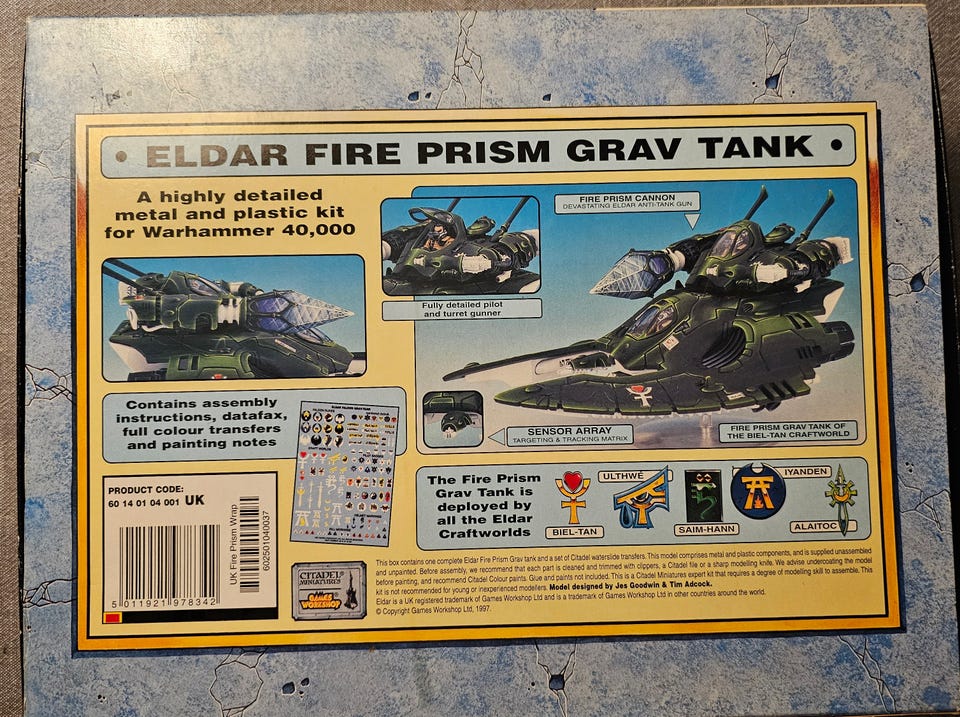 • ELDAR FIRE PRISM GRAV TANK •
A highly detailed
metal and plastic kit
for Warhammer 40,000
FIRE PRISM CANNON
DEVASTATING ELDAR ANTI-TANK GUN
Fully detailed pilot
and turret gunner
Contains assembly
instructions, datafax,
full colour transfers
and painting notes
SENSOR ARRAY
TARGETING & TRACKING MATRIX
FIRE PRISM GRAV TANK OF
THE BIEL-TAN CRAFTWORLD
PRODUCT CODE:
60 14 01 04 001 UK
5 011921 978342
UK Fire Prism Wrap
602501040037
The Fire Prism
Grav Tank is
deployed by
all the Eldar
Craftworlds
BIEL-TAN
ULTHWÉ
SAIM-HANN
IYANDEN
ALAITOC
CITADEL
MINIATURES
GAMES
WORKSHOP
This box contains one complete Eldar Fire Prism Grav tank and a set of Citadel waterslide transfers. This model comprises metal and plastic components, and is supplied unassembled
and unpainted. Before assembly, we recommend that each part is cleaned and trimmed with clippers, a Citadel file or a sharp modelling knife. We advise undercoating the model
before painting, and recommend Citadel Colour paints. Glue and paints not included. This is a Citadel Miniatures expert kit that requires a degree of modelling skill to assemble. This
kit is not recommended for young or inexperienced modellers. Model designed by Jes Goodwin & Tim Adcock.
Eldar is a UK registered trademark of Games Workshop Ltd and is a trademark of Games Workshop Ltd in other countries around the world.
© Copyright Games Workshop Ltd, 1997.